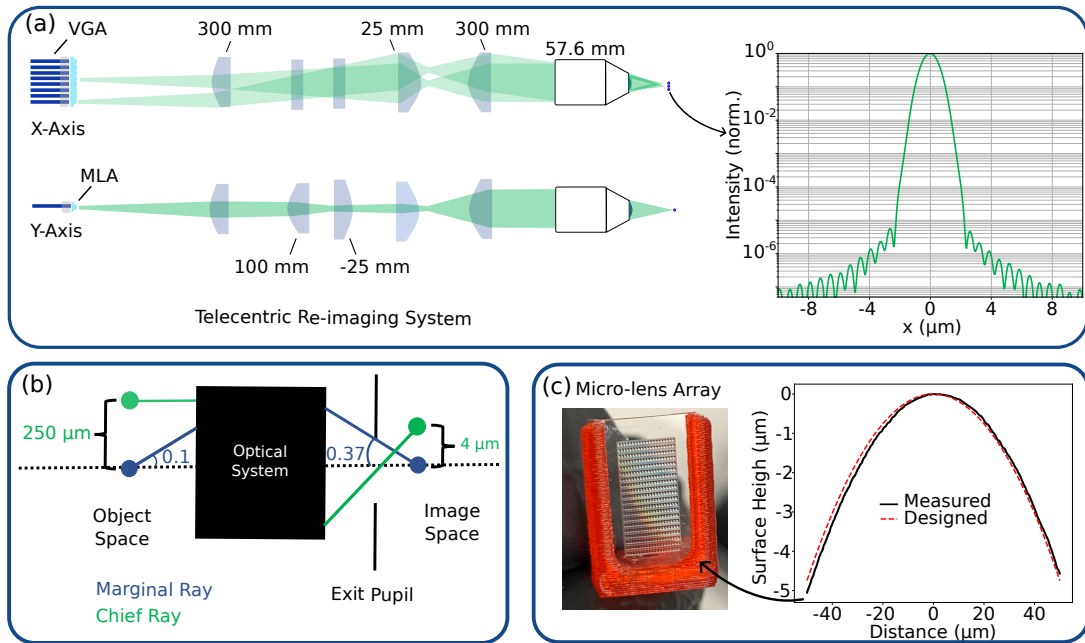 (a)
VGA
300 mm
25 mm
300 mm
57.6 mm
X-Axis
MLA
Y-Axis
100 mm
-25 mm
Telecentric Re-imaging System
Intensity (norm.)
10^0
10^-2
10^-4
10^-6
-8 -4 0 4 8
x (μm)
(b)
250 μm
0.1
Optical
System
0.37
4 μm
Object
Space
Image
Space
Marginal Ray
Chief Ray
Exit Pupil
(c) Micro-lens Array
Surface Heigh (μm)
0
-1
-2
-3
-4
-5
Measured
Designed
-40 -20 0 20 40
Distance (μm)